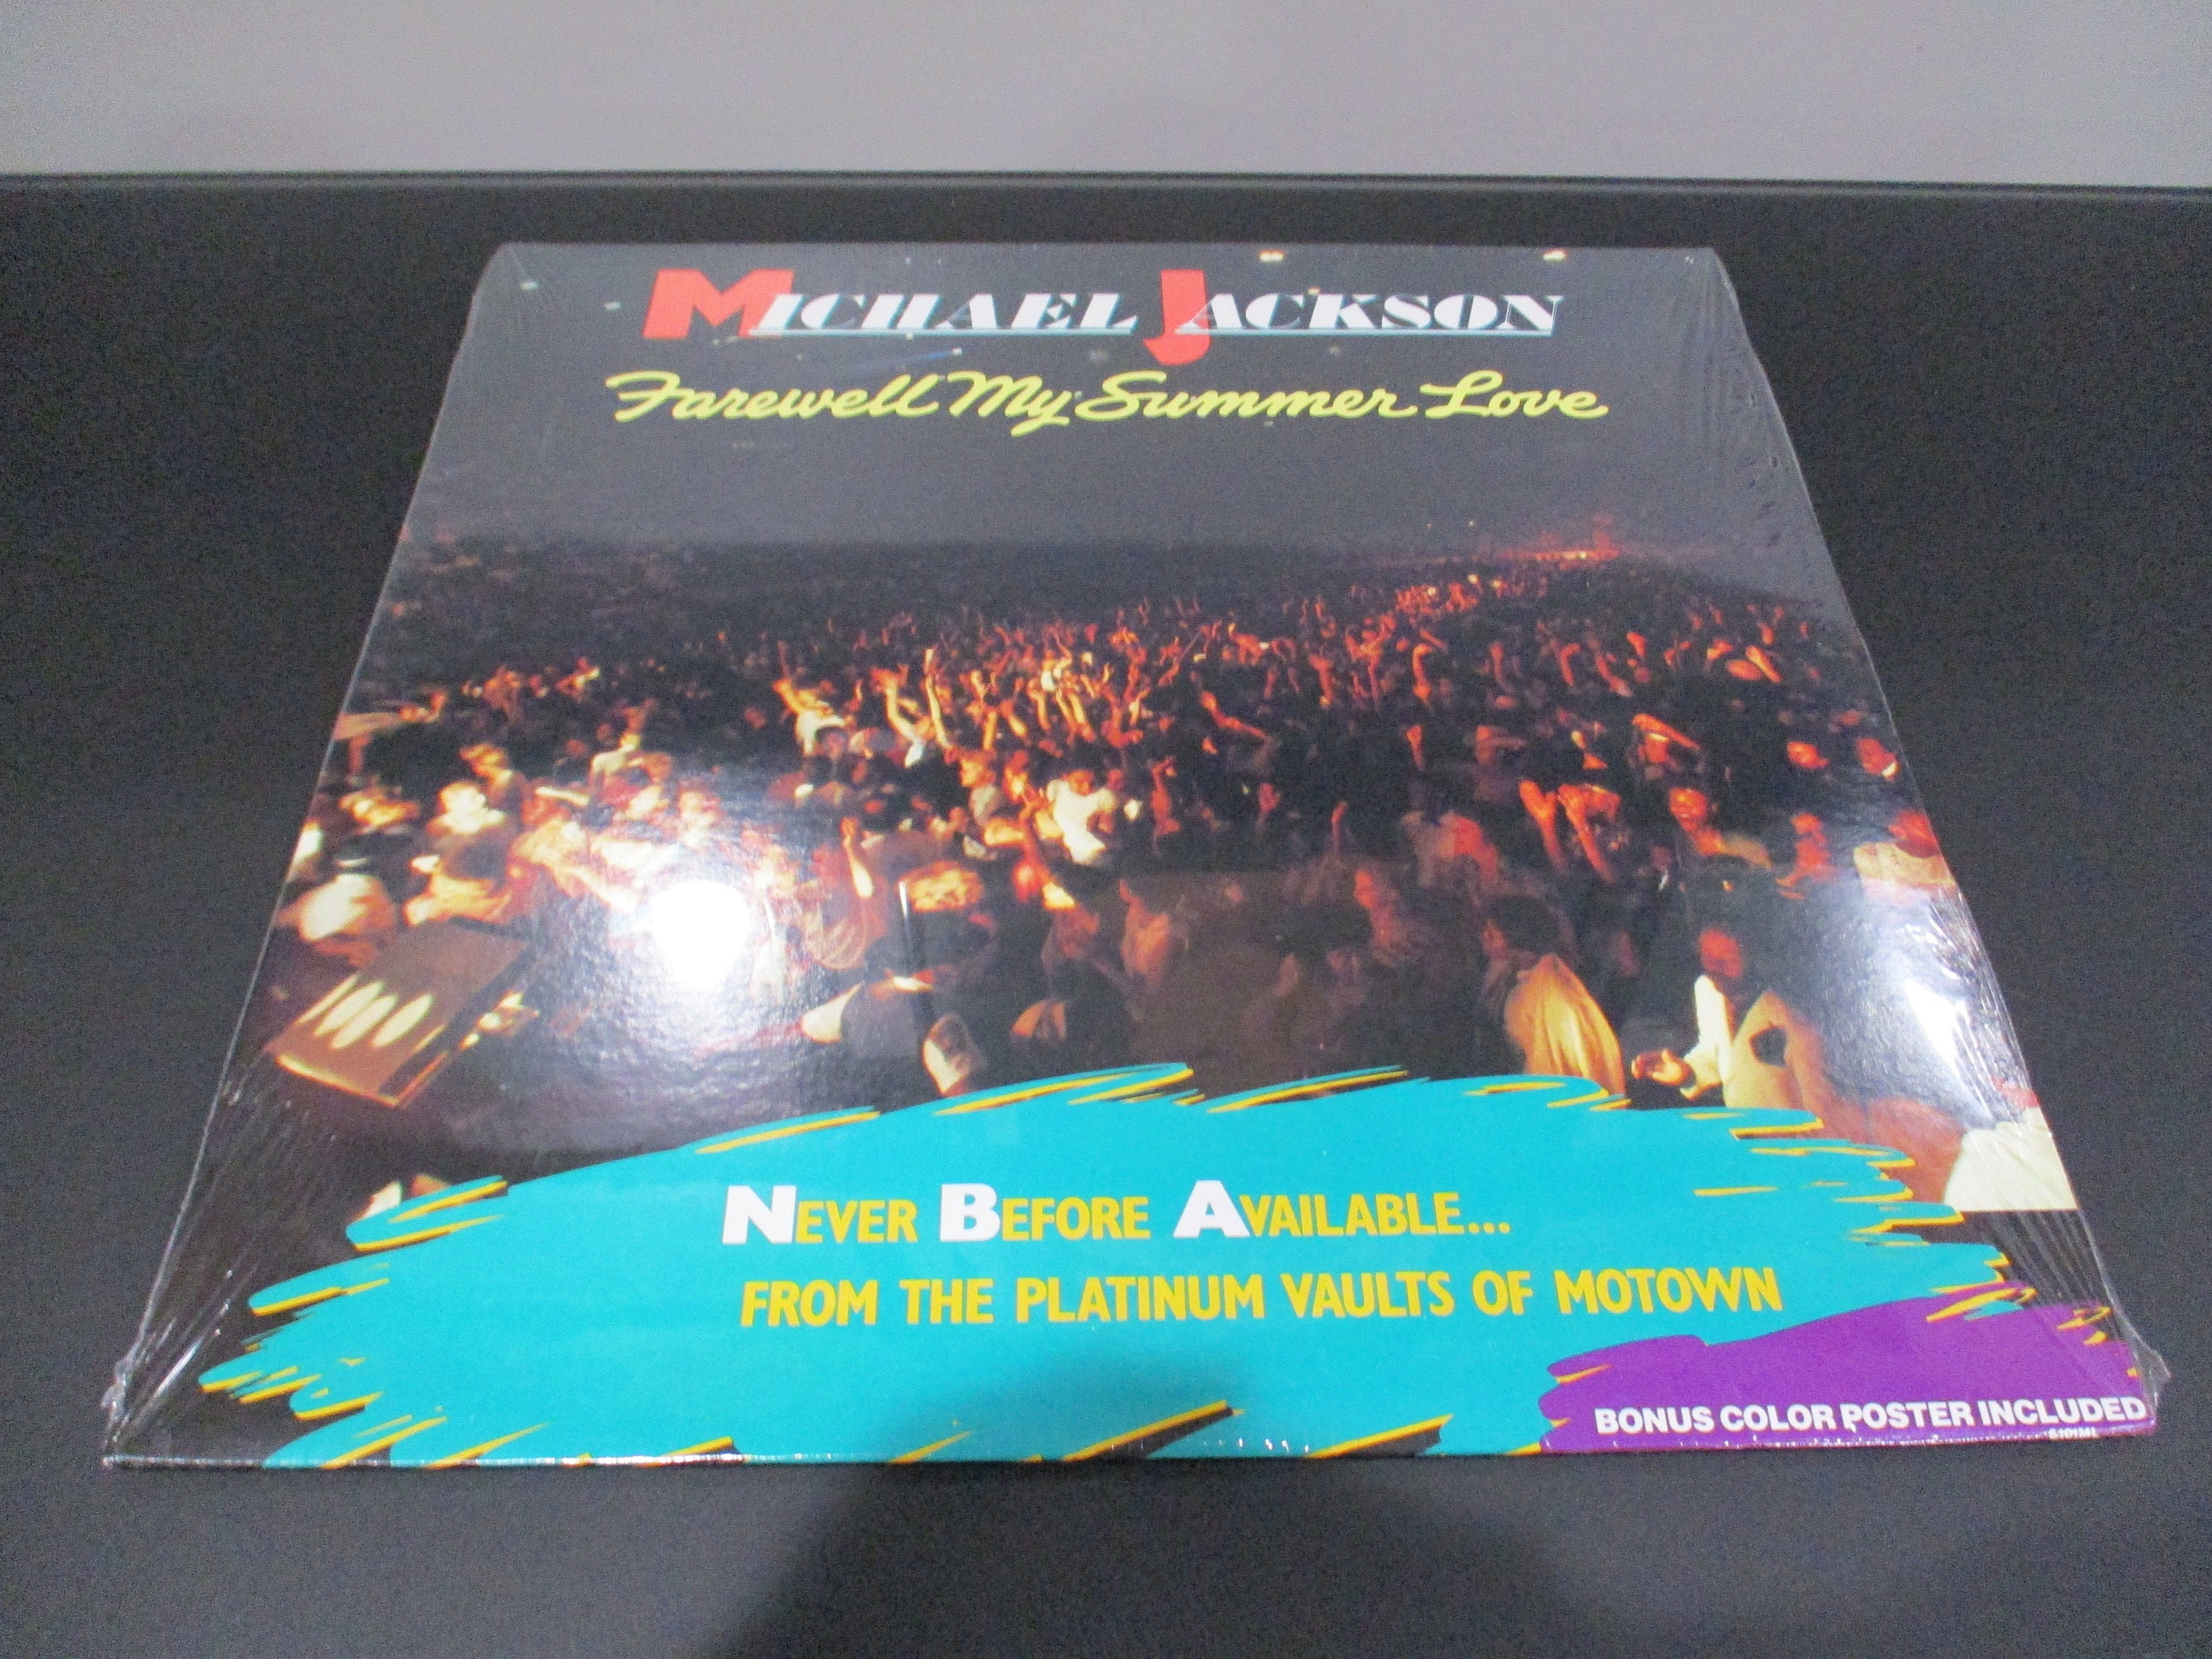 MICHAEL JACKSON
Farewell My Summer Love
NEVER BEFORE AVAILABLE...
FROM THE PLATINUM VAULTS OF MOTOWN
BONUS COLOR POSTER INCLUDED